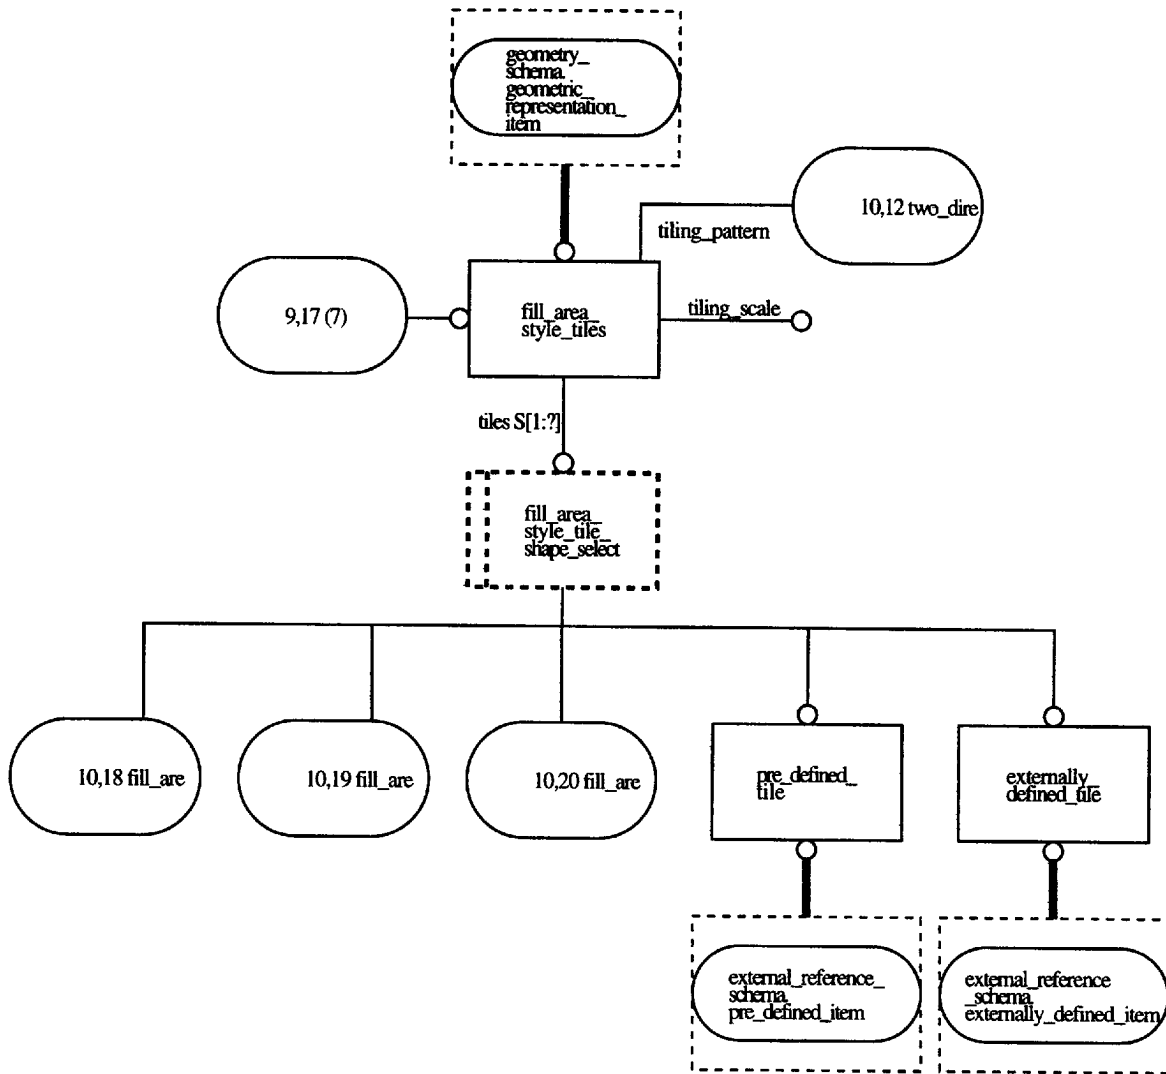 geometry_
schema.
geometric_
representation_
item
10,12 two_dire
tiling_pattern
9,17 (7)
fill_area_
style_tiles
tiling_scale
tiles S[1:?]
fill_area_
style_tile_
shape_select
10,18 fill_are
10,19 fill_are
10,20 fill_are
pre_defined_
tile
externally_
defined_tile
external_reference_
schema.
pre_defined_item
external_reference
_schema.
externally_defined_item